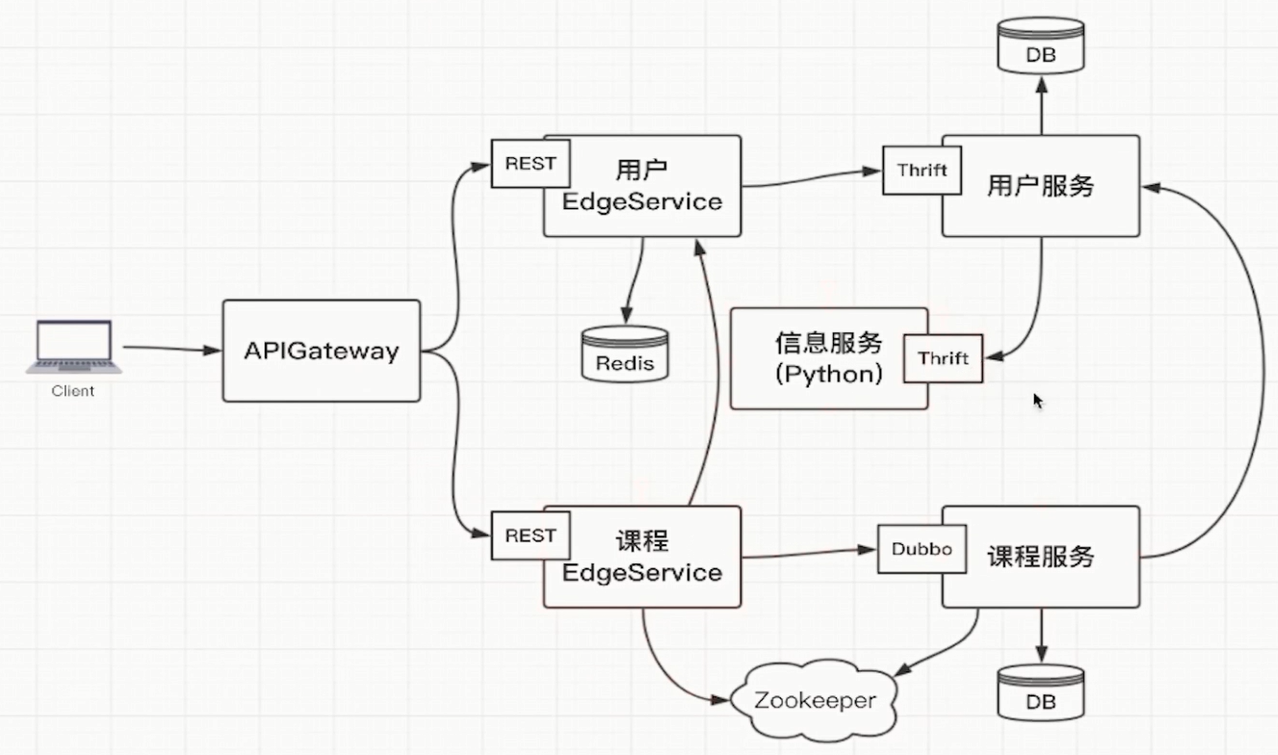 DB
REST
用户
EdgeService
Thrift
用户服务
Client
APIGateway
Redis
信息服务
(Python)
Thrift
REST
课程
EdgeService
Dubbo
课程服务
Zookeeper
DB